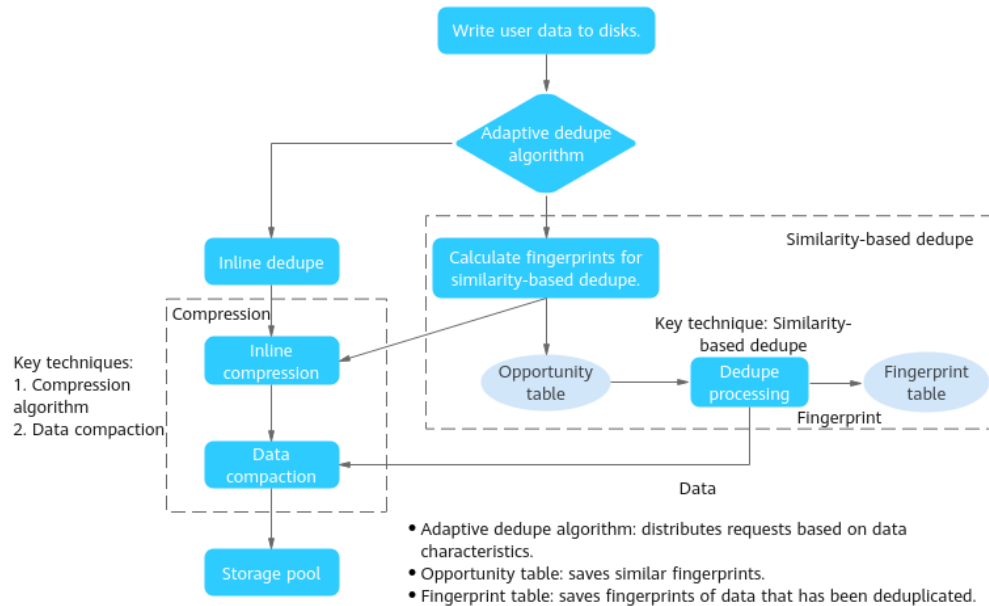 Write user data to disks.
Adaptive dedupe
algorithm
Similarity-based dedupe
Inline dedupe
Calculate fingerprints for
similarity-based dedupe.
Compression
Key technique: Similarity-
based dedupe
Key techniques:
1. Compression
algorithm
2. Data compaction
Inline
compression
Opportunity
table
Dedupe
processing
Fingerprint
table
Fingerprint
Data
compaction
Data
Storage pool
• Adaptive dedupe algorithm: distributes requests based on data
characteristics.
• Opportunity table: saves similar fingerprints.
• Fingerprint table: saves fingerprints of data that has been deduplicated.